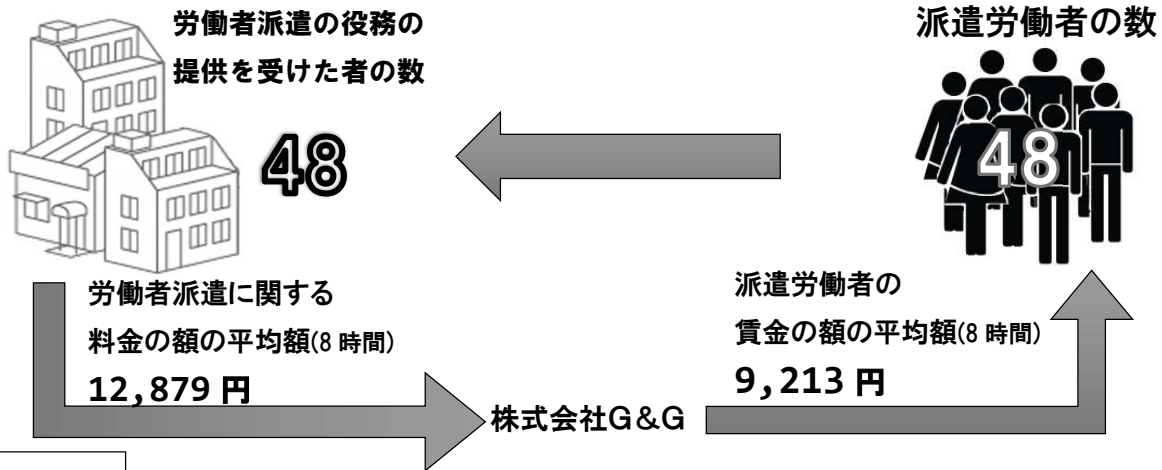 労働者派遣の役務の
提供を受けた者の数
48
派遣労働者の数
48
労働者派遣に関する
料金の額の平均額(8 時間)
12,879 円
派遣労働者の
賃金の額の平均額(8 時間)
9,213 円
株式会社G&G